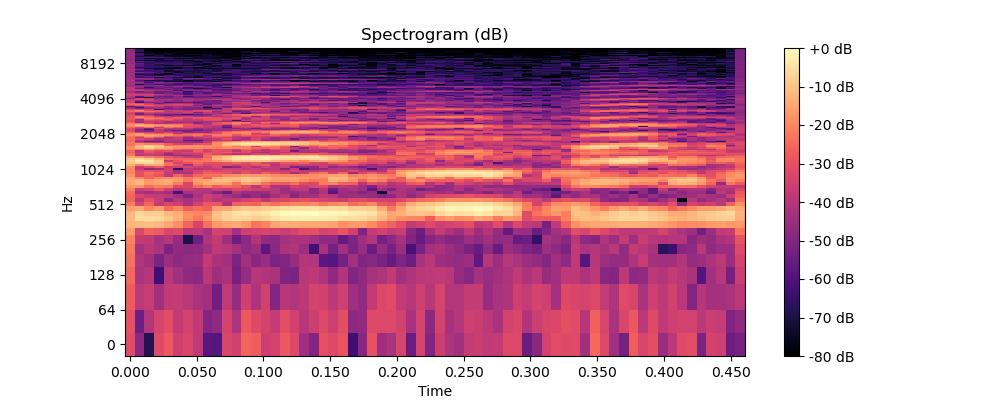 Spectrogram (dB)
8192
4096
2048
1024
512
256
128
64
0
Hz
0.000 0.050 0.100 0.150 0.200 0.250 0.300 0.350 0.400 0.450
Time
+0 dB
-10 dB
-20 dB
-30 dB
-40 dB
-50 dB
-60 dB
-70 dB
-80 dB